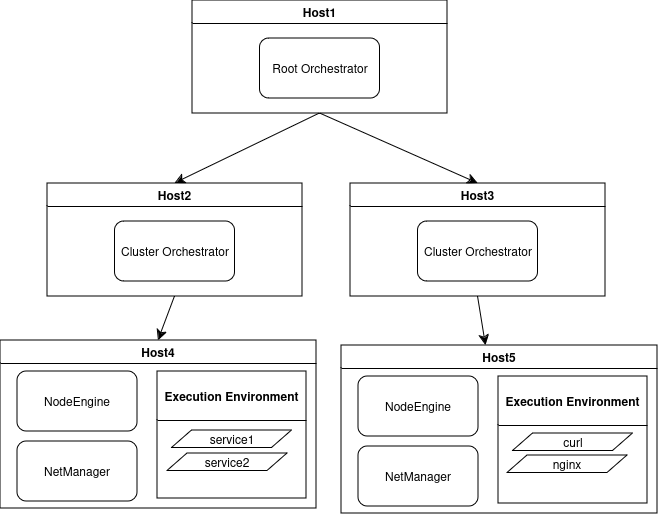 Host1
Root Orchestrator
Host2
Cluster Orchestrator
Host3
Cluster Orchestrator
Host4
NodeEngine
NetManager
Execution Environment
service1
service2
Host5
NodeEngine
NetManager
Execution Environment
curl
nginx